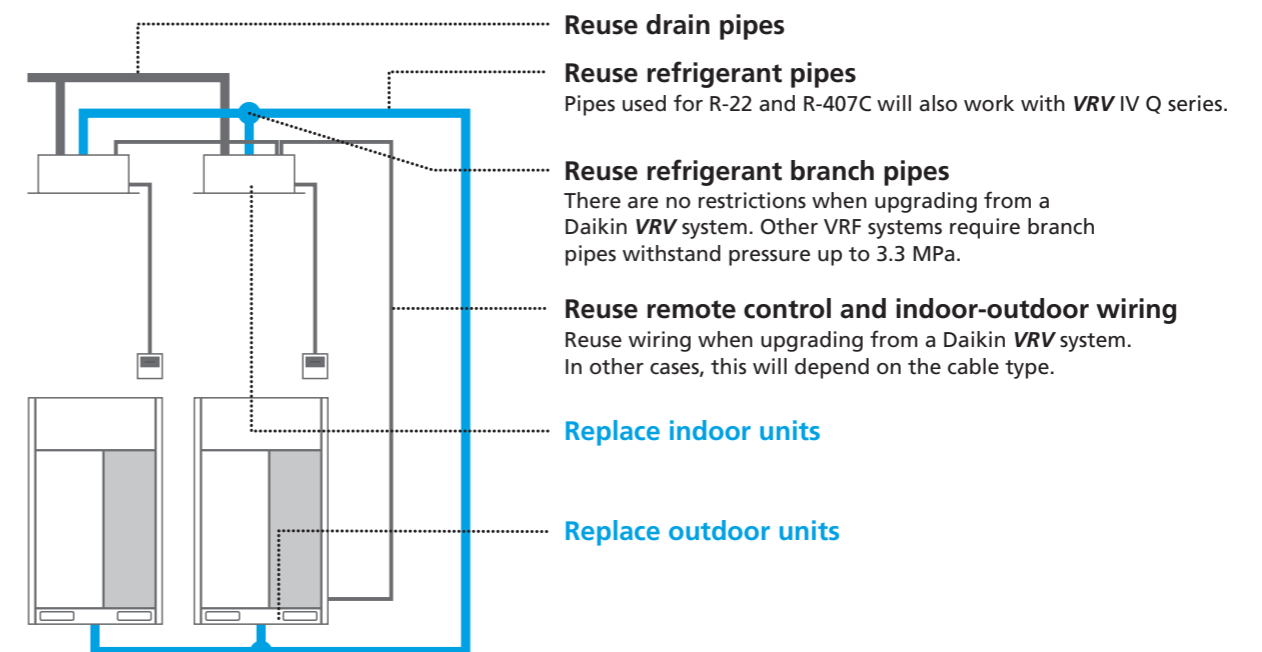 Reuse drain pipes
Reuse refrigerant pipes
Pipes used for R-22 and R-407C will also work with VRV IV Q series.
Reuse refrigerant branch pipes
There are no restrictions when upgrading from a
Daikin VRV system. Other VRF systems require branch
pipes withstand pressure up to 3.3 MPa.
Reuse remote control and indoor-outdoor wiring
Reuse wiring when upgrading from a Daikin VRV system.
In other cases, this will depend on the cable type.
Replace indoor units
Replace outdoor units